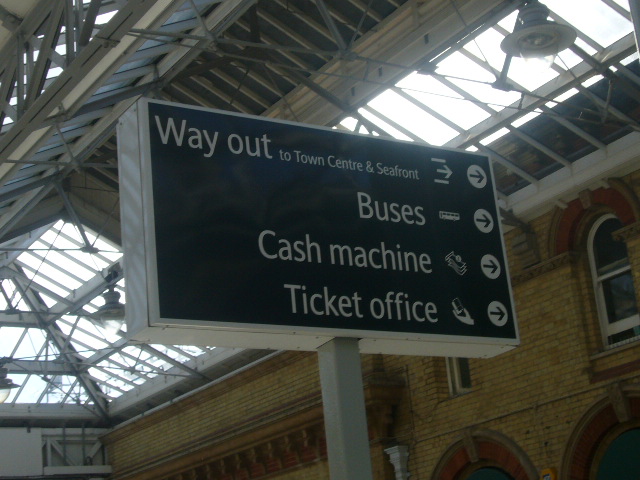 Way out to Town Centre & Seafront
Buses
Cash machine
Ticket office